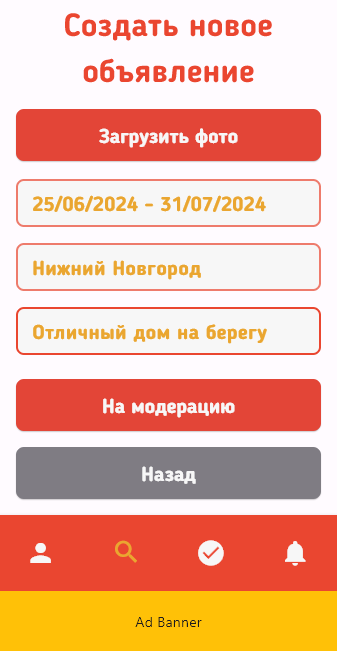 Создать новое
объявление
Загрузить фото
25/06/2024 - 31/07/2024
Нижний Новгород
Отличный дом на берегу
На модерацию
Назад
Ad Banner